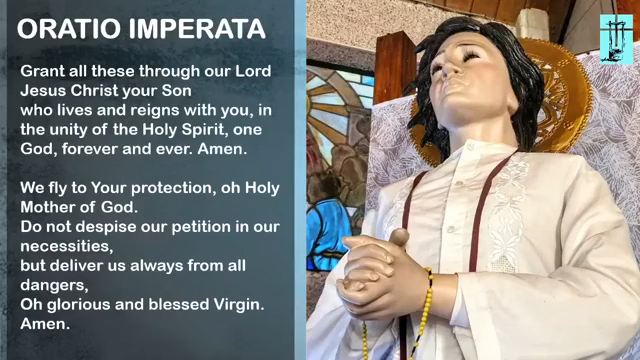 ORATIO IMPERATA
Grant all these through our Lord
Jesus Christ your Son
who lives and reigns with you, in
the unity of the Holy Spirit, one
God, forever and ever. Amen.
We fly to Your protection, oh Holy
Mother of God.
Do not despise our petition in our
necessities,
but deliver us always from all
dangers,
Oh glorious and blessed Virgin.
Amen.